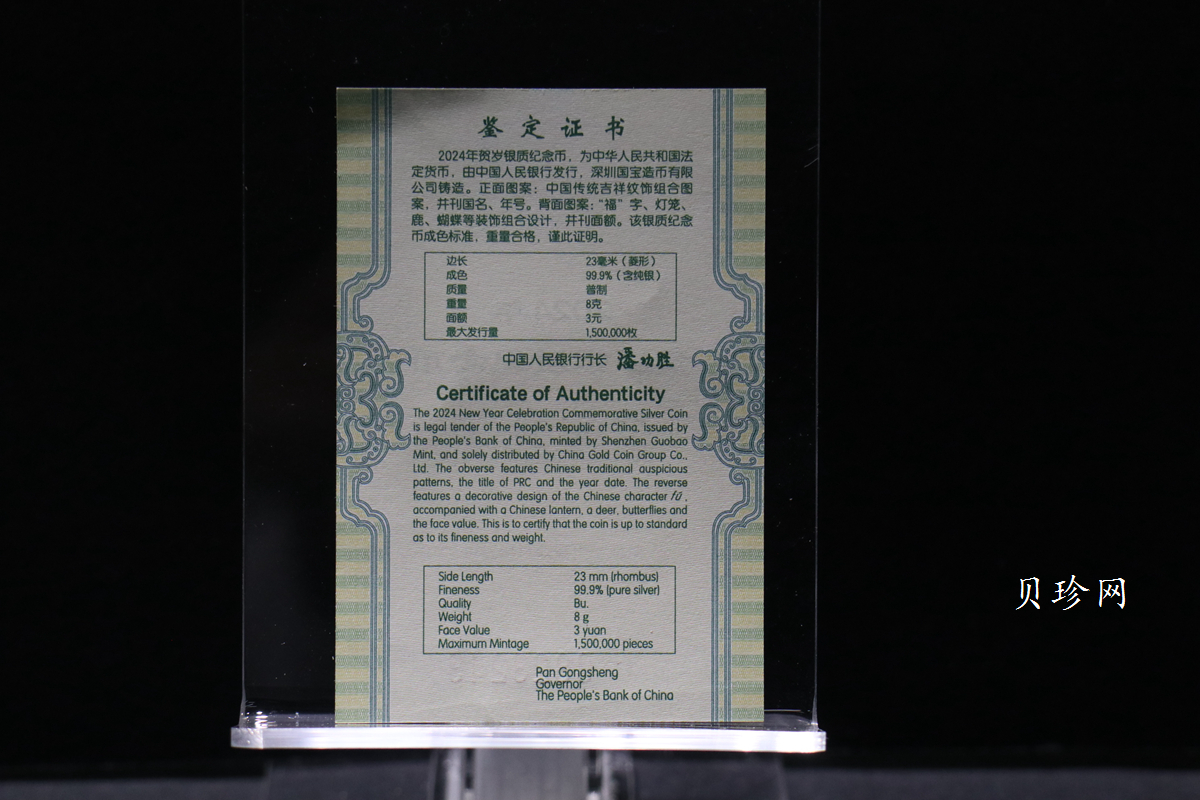 鉴定证书
2024年贺岁银质纪念币，为中华人民共和国法
定货币，由中国人民银行发行，深圳国宝造币有限
公司铸造。正面图案：中国传统吉祥纹饰组合图
案，并刊国名、年号。背面图案：“福”字、灯笼、
鹿、蝴蝶等装饰组合设计，并刊面额。该银质纪念
币成色标准，重量合格，谨此证明。
边长 23毫米（菱形）
成色 99.9%（含纯银）
质量 普制
重量 8克
面额 3元
最大发行量 1,500,000枚
中国人民银行行长 潘功胜
Certificate of Authenticity
The 2024 New Year Celebration Commemorative Silver Coin
is legal tender of the People's Republic of China, issued by
the People's Bank of China, minted by Shenzhen Guobao
Mint, and solely distributed by China Gold Coin Group Co.,
Ltd. The obverse features Chinese traditional auspicious
patterns, the title of PRC and the year date. The reverse
features a decorative design of the Chinese character fú,
accompanied with a Chinese lantern, a deer, butterflies and
the face value. This is to certify that the coin is up to standard
as to its fineness and weight.
Side Length 23 mm (rhombus)
Fineness 99.9% (pure silver)
Quality Bu.
Weight 8 g
Face Value 3 yuan
Maximum Mintage 1,500,000 pieces
Pan Gongsheng
Governor
The People's Bank of China
贝珍网